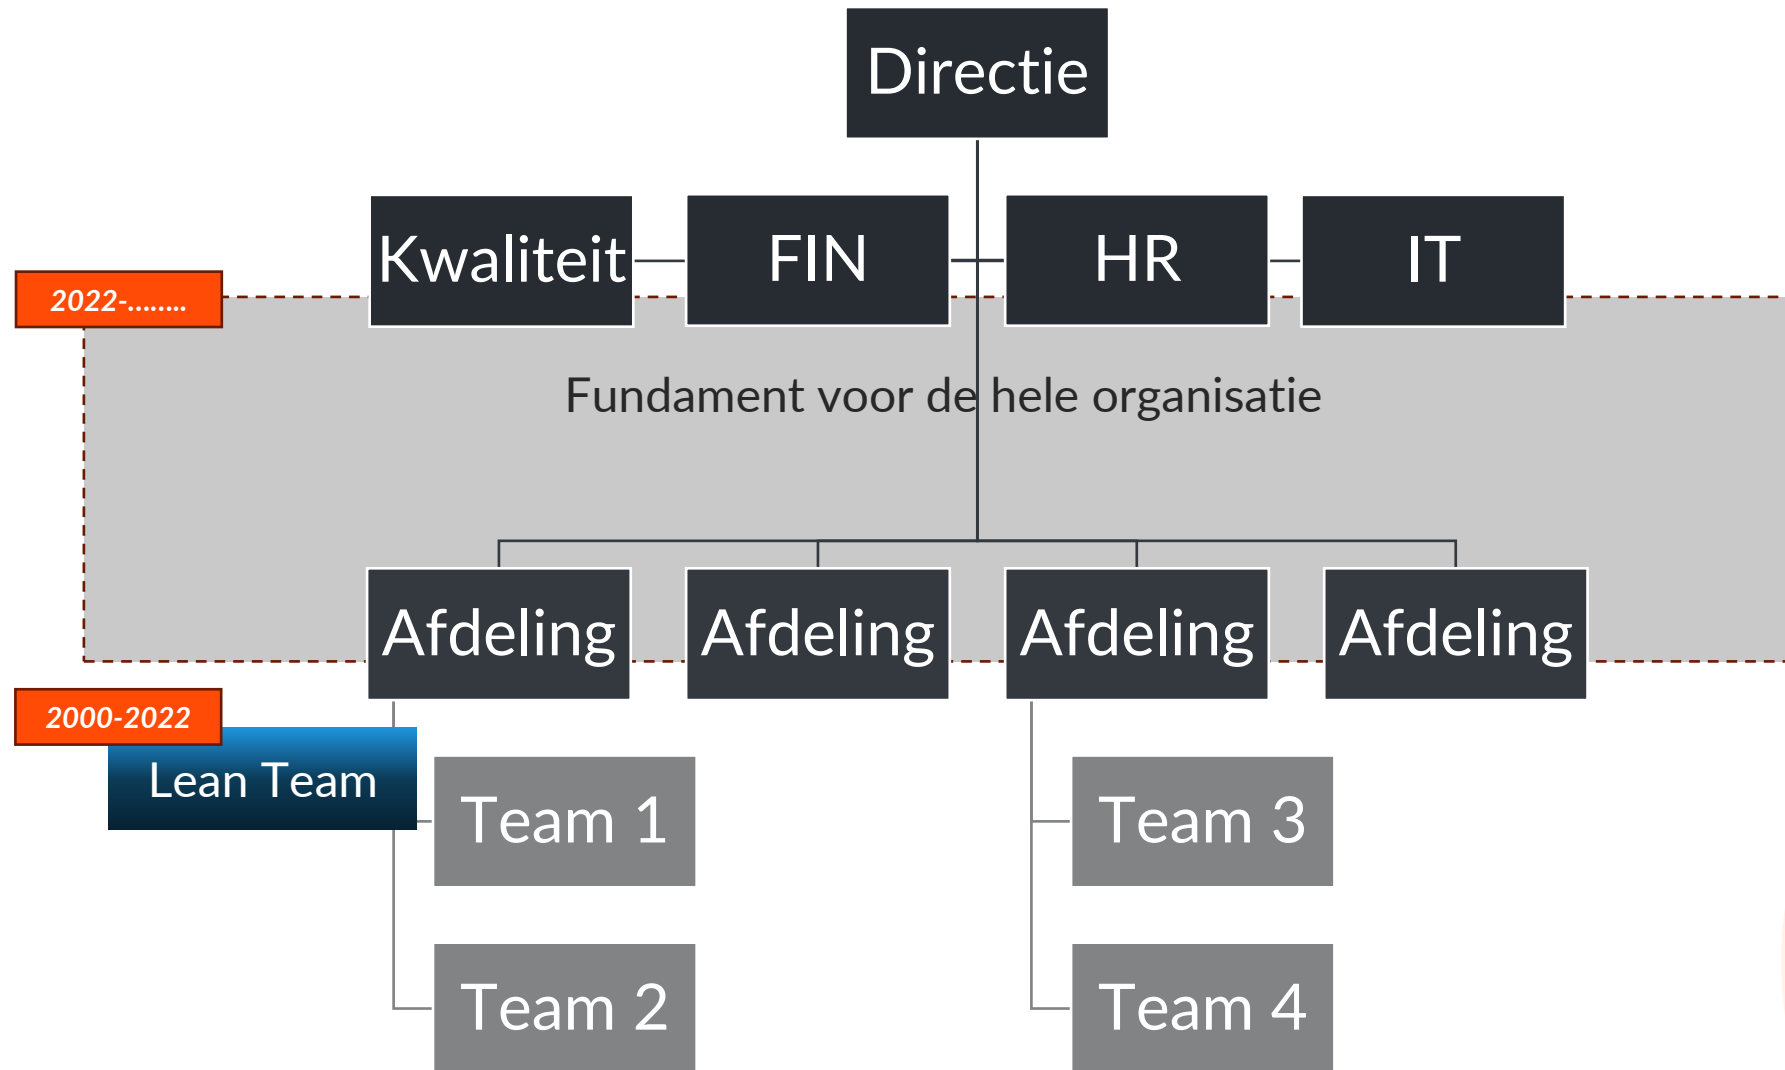 Directie
Kwaliteit
FIN
HR
IT
2022-........
Fundament voor de hele organisatie
Afdeling
Afdeling
Afdeling
Afdeling
2000-2022
Lean Team
Team 1
Team 3
Team 2
Team 4